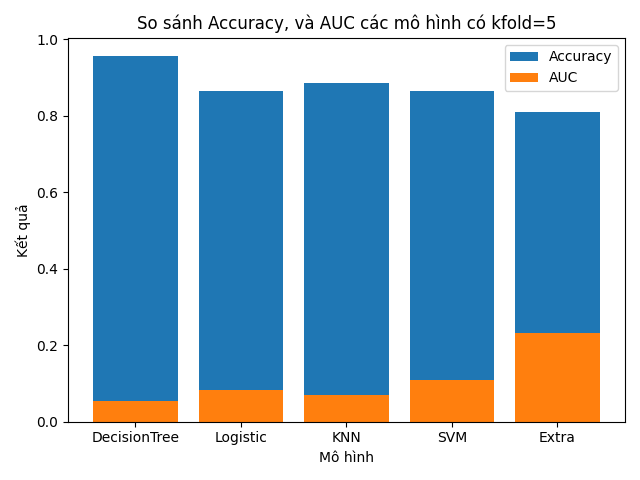 So sánh Accuracy, và AUC các mô hình có kfold=5
Accuracy
AUC
Kết quả
1.0
0.8
0.6
0.4
0.2
0.0
DecisionTree
Logistic
KNN
SVM
Extra
Mô hình